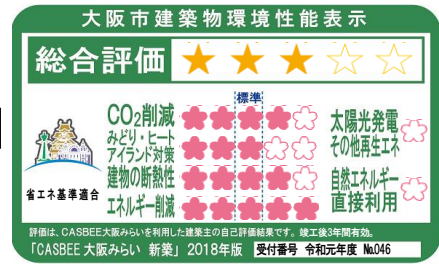 大阪市建築物環境性能表示
総合評価
標準
CO2削減
みどり・ヒート
アイランド対策
建物の断熱性
エネルギー削減
太陽光発電
その他再生エネ
自然エネルギー
直接利用
省エネ基準適合
評価は、CASBEE大阪みらいを利用した建築主の自己評価結果です。竣工後3年間有効。
「CASBEE大阪みらい 新築」2018年版 受付番号 令和元年度 №046